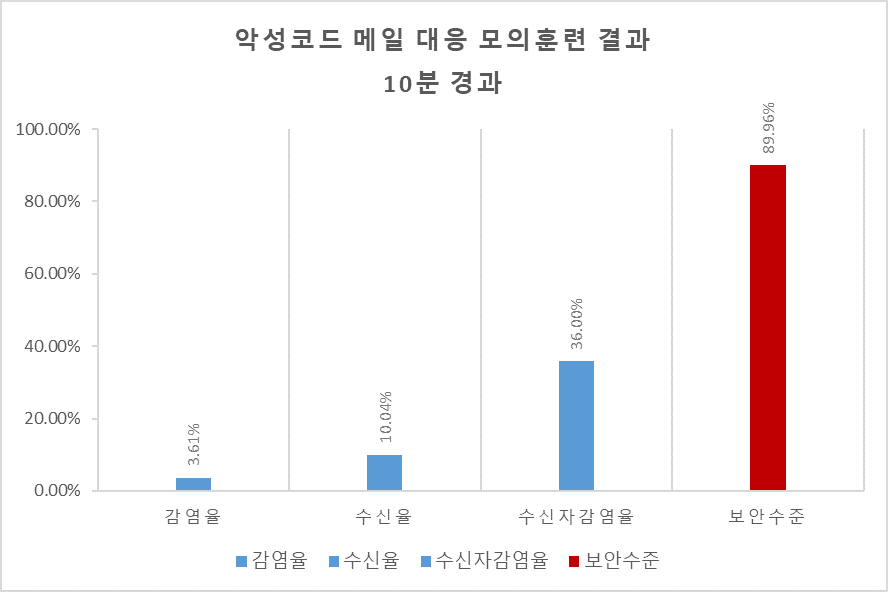 악성코드 메일 대응 모의훈련 결과
10분 경과
100.00%
80.00%
60.00%
40.00%
20.00%
0.00%
3.61%
10.04%
36.00%
89.96%
감염율 수신율 수신자감염율 보안수준
감염율 수신율 수신자감염율 보안수준